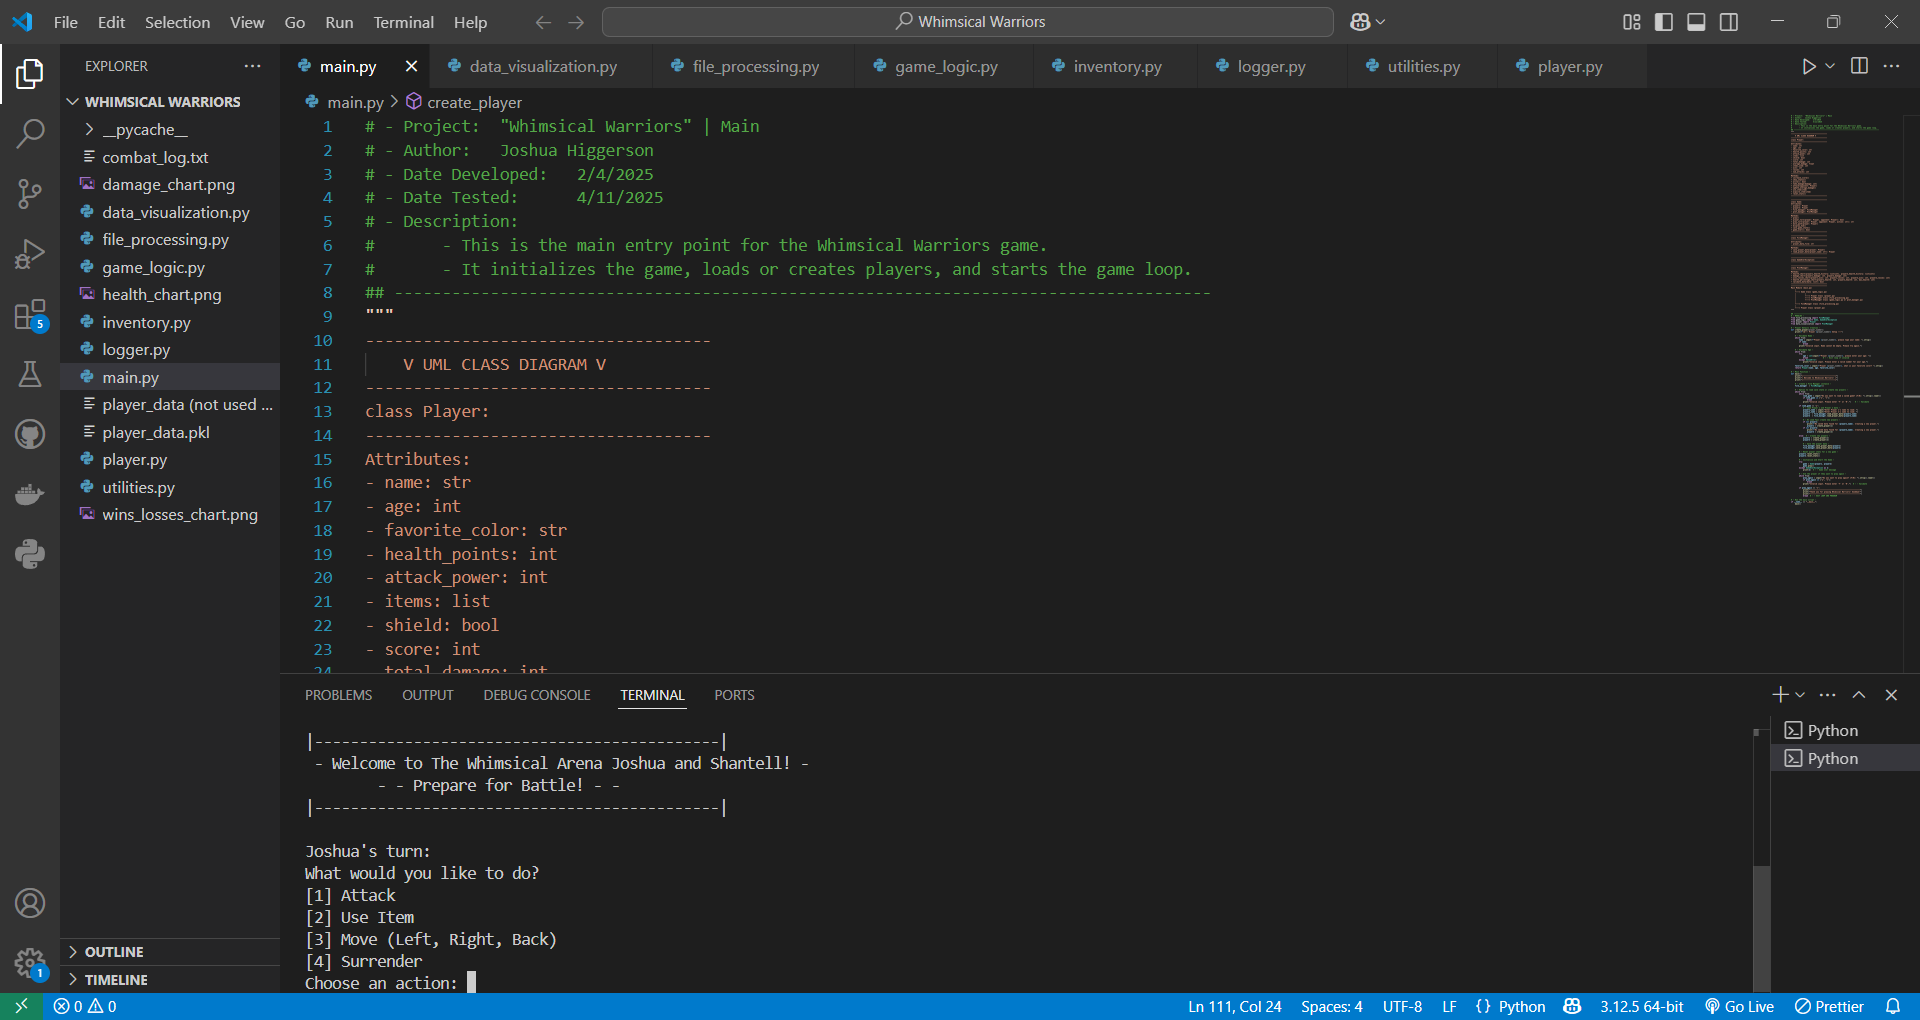 File Edit Selection View Go Run Terminal Help
Whimsical Warriors
EXPLORER
WHIMSICAL WARRIORS
__pycache__
combat_log.txt
damage_chart.png
data_visualization.py
file_processing.py
game_logic.py
health_chart.png
inventory.py
logger.py
main.py
player_data (not used ...
player_data.pkl
player.py
utilities.py
wins_losses_chart.png
OUTLINE
TIMELINE
5
1
main.py data_visualization.py file_processing.py game_logic.py inventory.py logger.py utilities.py player.py
main.py > create_player
1 # - Project:  "Whimsical Warriors" | Main
2 # - Author:   Joshua Higgerson
3 # - Date Developed:   2/4/2025
4 # - Date Tested:      4/11/2025
5 # - Description:
6 #       - This is the main entry point for the Whimsical Warriors game.
7 #       - It initializes the game, loads or creates players, and starts the game loop.
8 ## -------------------------------------------------------------------------------------
9 """
10 ------------------------------------
11     V UML CLASS DIAGRAM V
12 ------------------------------------
13 class Player:
14 ------------------------------------
15 Attributes:
16 - name: str
17 - age: int
18 - favorite_color: str
19 - health_points: int
20 - attack_power: int
21 - items: list
22 - shield: bool
23 - score: int
24 - total_damage: int
PROBLEMS OUTPUT DEBUG CONSOLE TERMINAL PORTS
|---------------------------------------------|
- Welcome to The Whimsical Arena Joshua and Shantell! -
- - Prepare for Battle! - -
|---------------------------------------------|
Joshua's turn:
What would you like to do?
[1] Attack
[2] Use Item
[3] Move (Left, Right, Back)
[4] Surrender
Choose an action:
Python
Python
0 0
Ln 111, Col 24 Spaces: 4 UTF-8 LF {} Python 3.12.5 64-bit Go Live Prettier